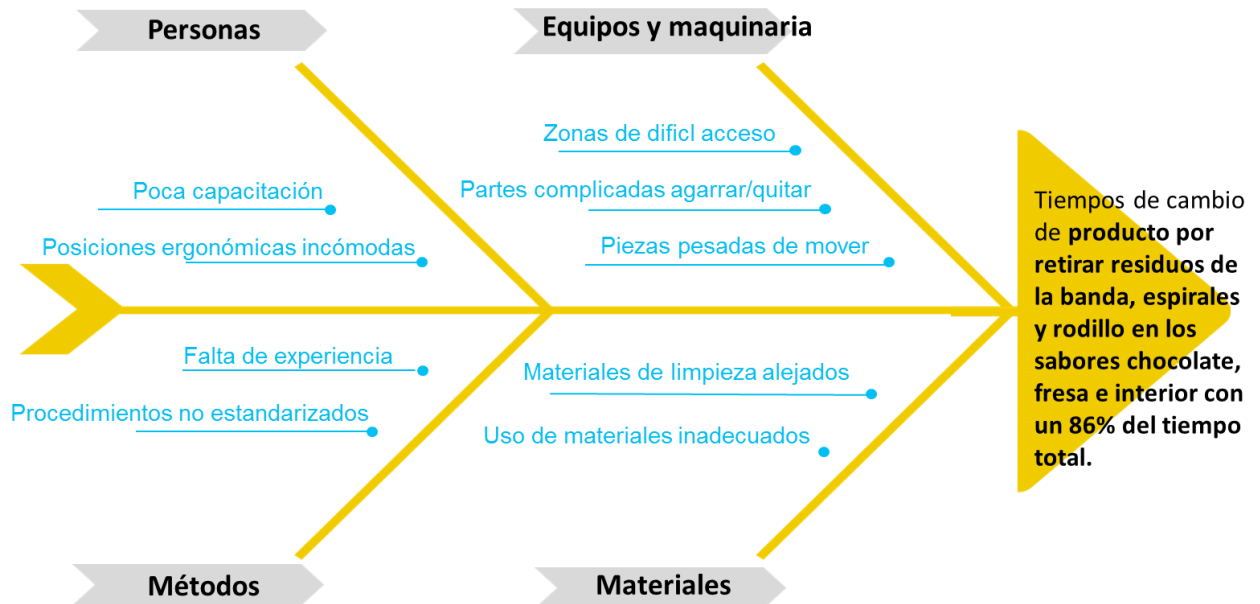 Personas
Equipos y maquinaria
Zonas de dificl acceso
Poca capacitación
Partes complicadas agarrar/quitar
Posiciones ergonómicas incómodas
Piezas pesadas de mover
Tiempos de cambio
de producto por
retirar residuos de
la banda, espirales
y rodillo en los
sabores chocolate,
fresa e interior con
un 86% del tiempo
total.
Falta de experiencia
Materiales de limpieza alejados
Procedimientos no estandarizados
Uso de materiales inadecuados
Métodos
Materiales